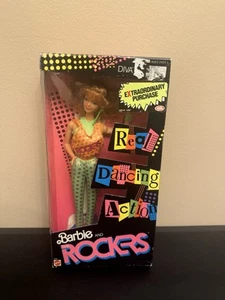 DIVA
EXTRAORDINARY
PURCHASE
Real
Dancing
Action
Barbie AND
ROCKERS